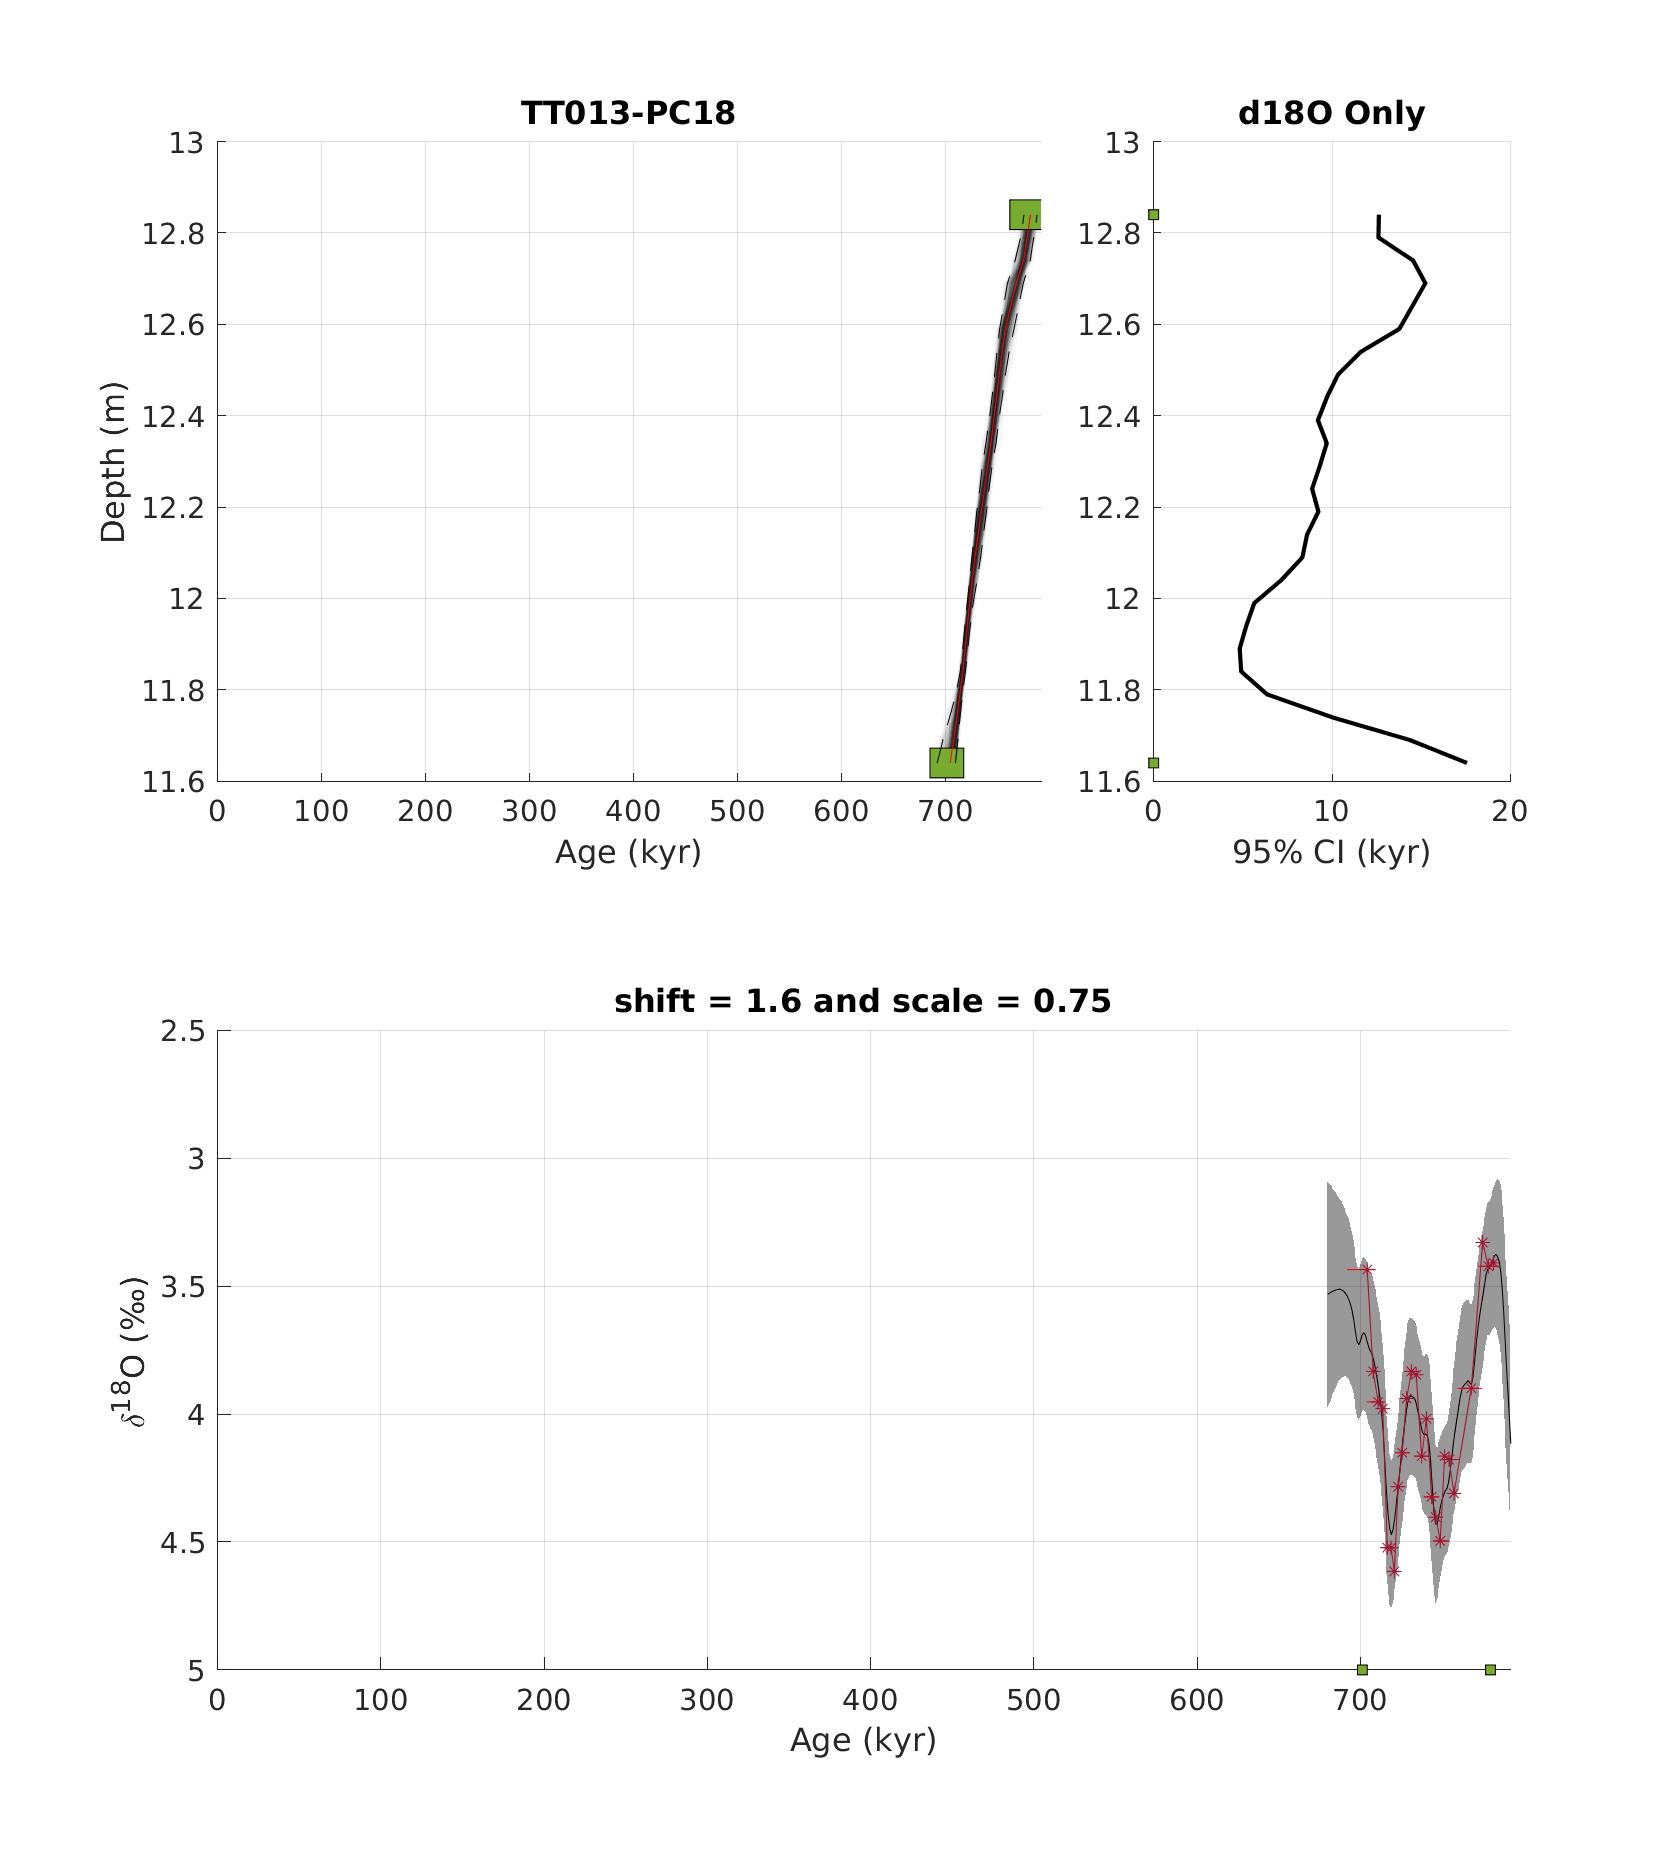 TT013-PC18
d18O Only
13
12.8
12.6
12.4
12.2
12
11.8
11.6
Depth (m)
0 100 200 300 400 500 600 700
Age (kyr)
13
12.8
12.6
12.4
12.2
12
11.8
11.6
0 10 20
95% CI (kyr)
shift = 1.6 and scale = 0.75
2.5
3
3.5
4
4.5
5
δ18O (‰)
0 100 200 300 400 500 600 700
Age (kyr)